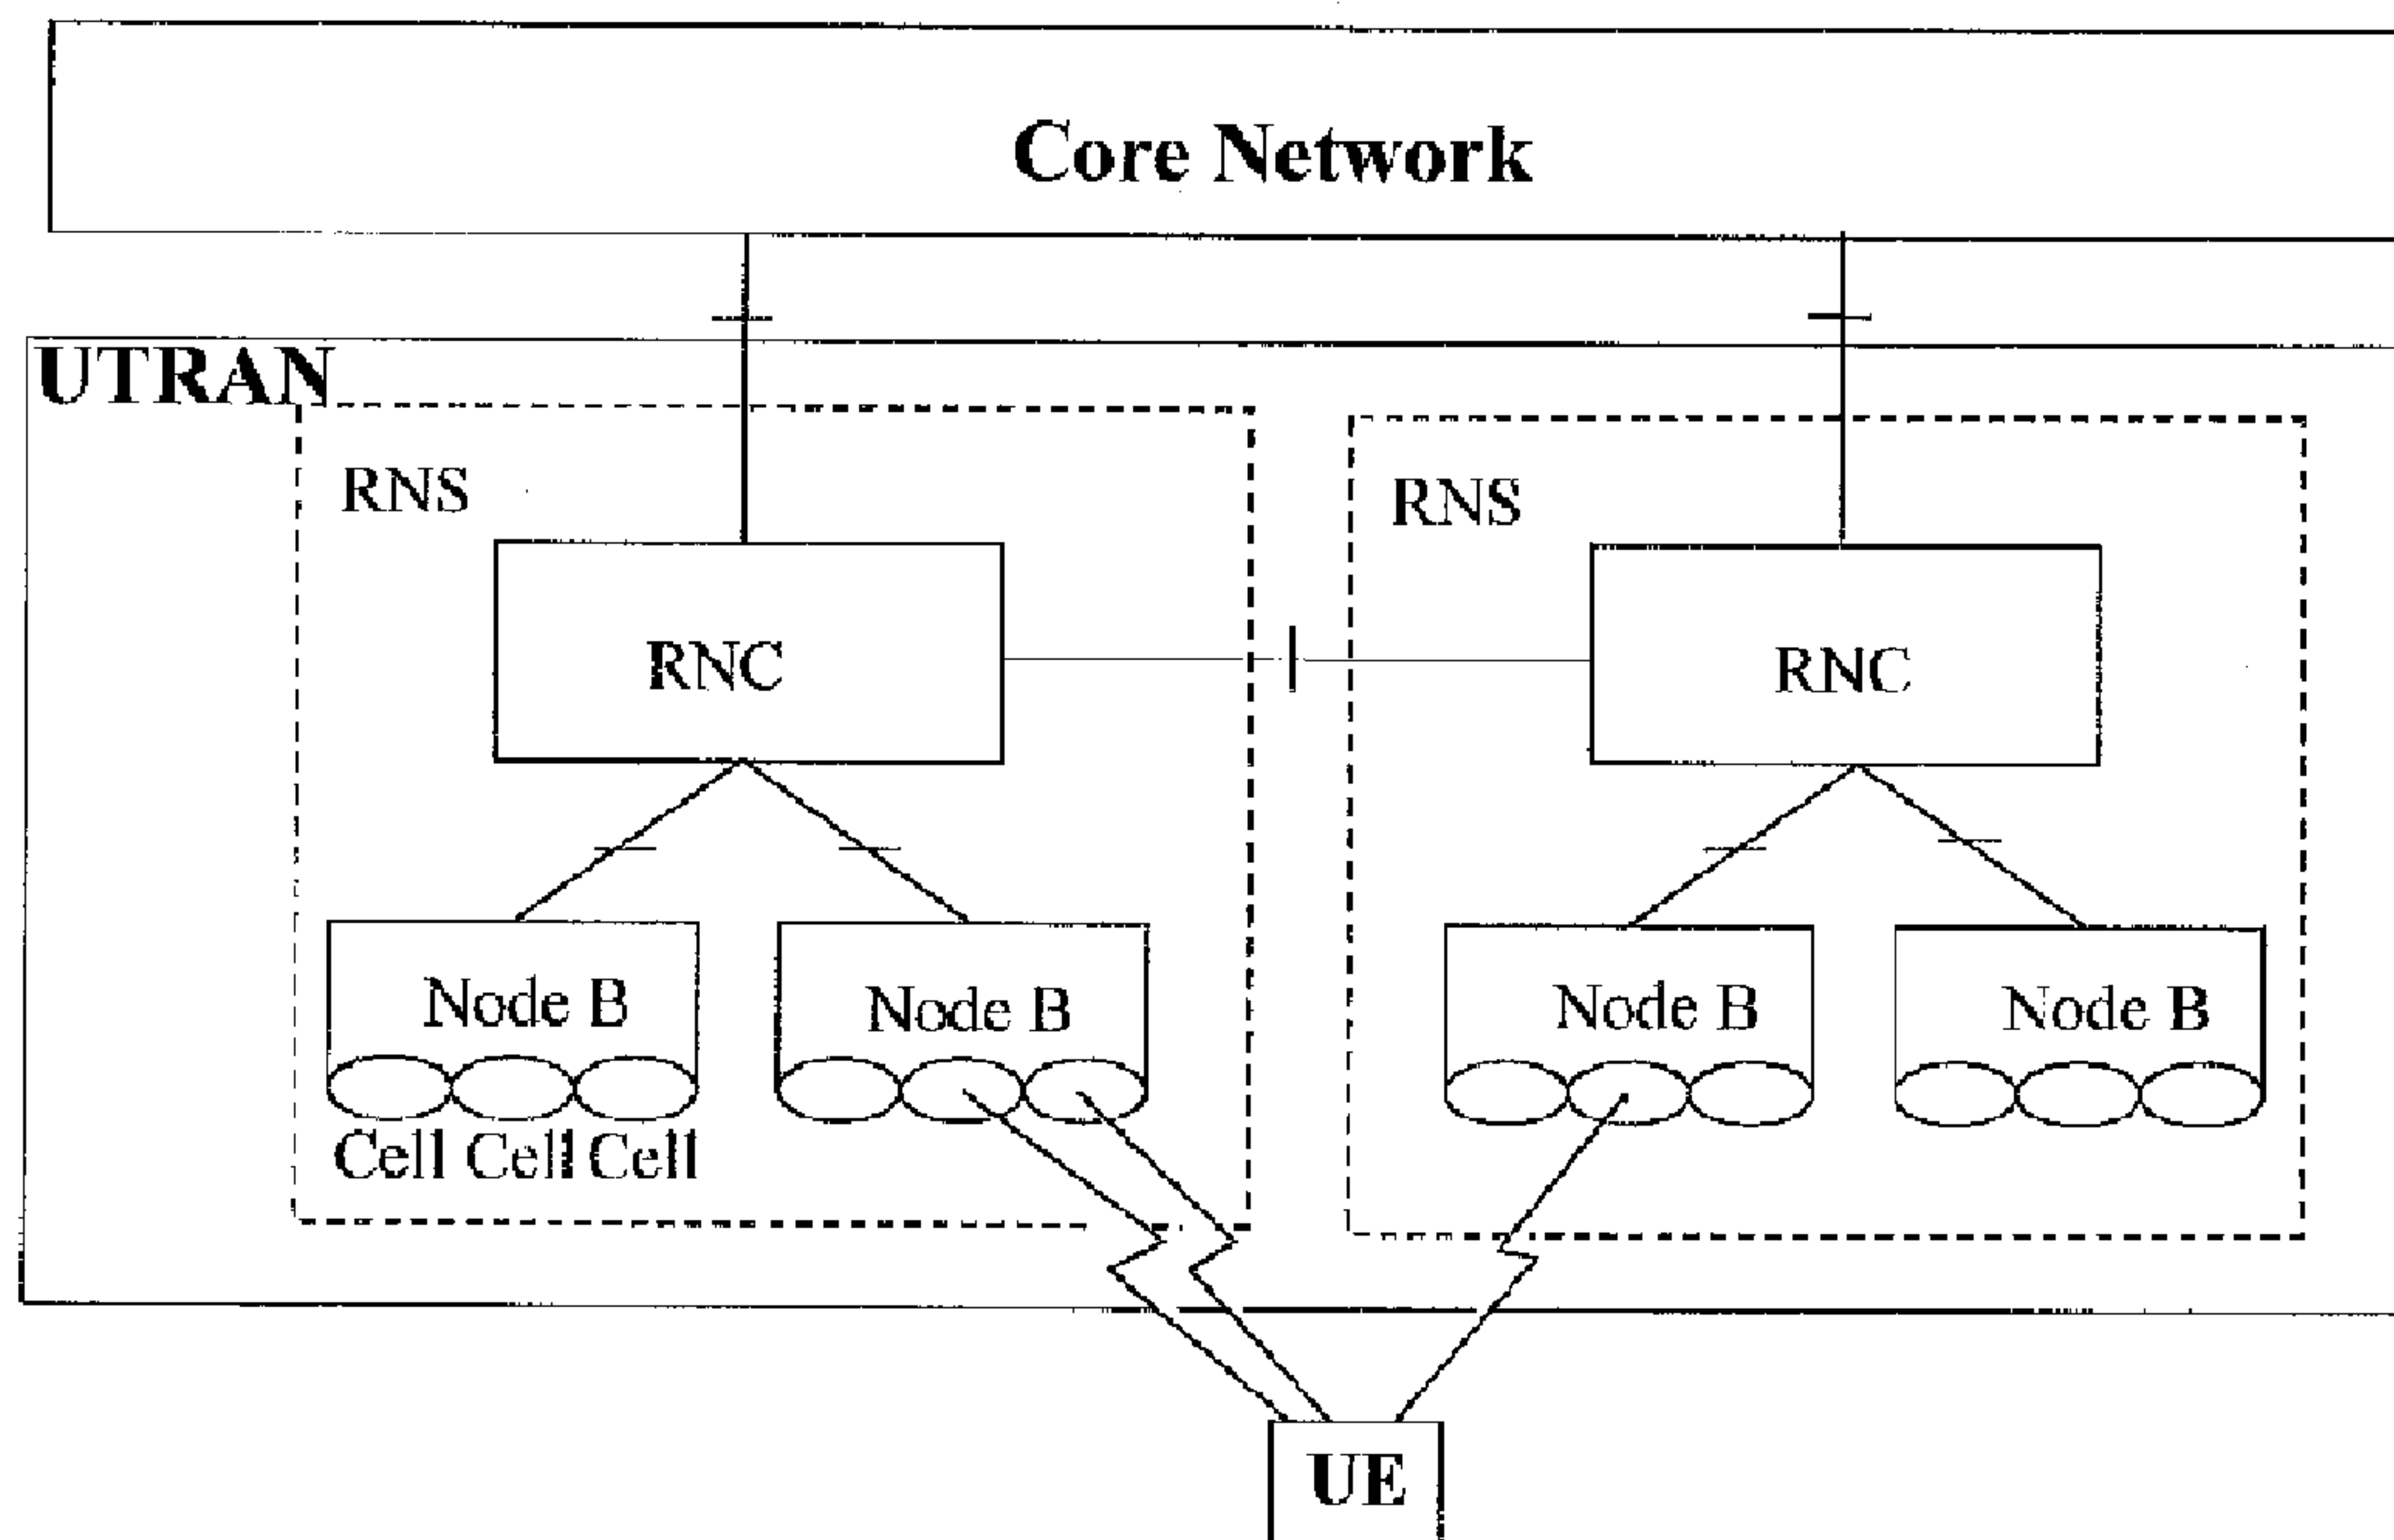 Core Network
UTRAN
RNS
RNS
RNC
RNC
Node B
Node B
Node B
Node B
Cell Cell Cell
UE